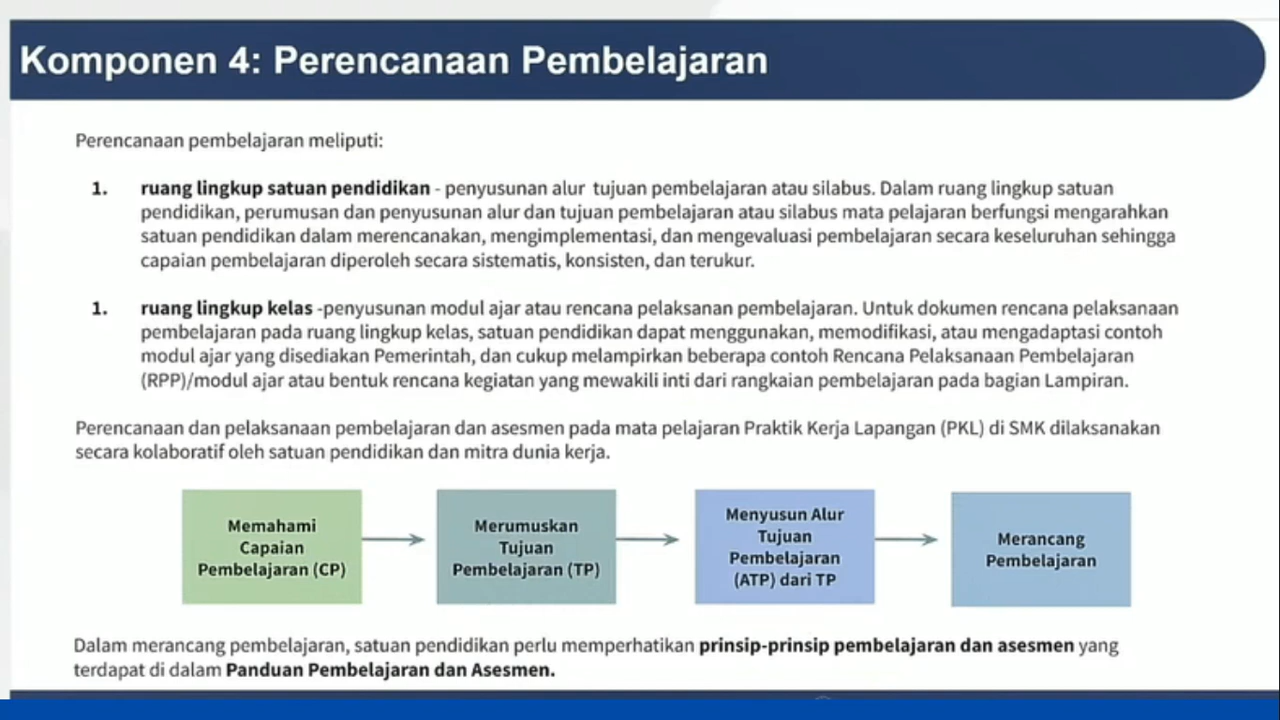 Komponen 4: Perencanaan Pembelajaran
Perencanaan pembelajaran meliputi:
1. ruang lingkup satuan pendidikan - penyusunan alur tujuan pembelajaran atau silabus. Dalam ruang lingkup satuan
pendidikan, perumusan dan penyusunan alur dan tujuan pembelajaran atau silabus mata pelajaran berfungsi mengarahkan
satuan pendidikan dalam merencanakan, mengimplementasi, dan mengevaluasi pembelajaran secara keseluruhan sehingga
capaian pembelajaran diperoleh secara sistematis, konsisten, dan terukur.
1. ruang lingkup kelas -penyusunan modul ajar atau rencana pelaksanan pembelajaran. Untuk dokumen rencana pelaksanaan
pembelajaran pada ruang lingkup kelas, satuan pendidikan dapat menggunakan, memodifikasi, atau mengadaptasi contoh
modul ajar yang disediakan Pemerintah, dan cukup melampirkan beberapa contoh Rencana Pelaksanaan Pembelajaran
(RPP)/modul ajar atau bentuk rencana kegiatan yang mewakili inti dari rangkaian pembelajaran pada bagian Lampiran.
Perencanaan dan pelaksanaan pembelajaran dan asesmen pada mata pelajaran Praktik Kerja Lapangan (PKL) di SMK dilaksanakan
secara kolaboratif oleh satuan pendidikan dan mitra dunia kerja.
Memahami
Capaian
Pembelajaran (CP)
Merumuskan
Tujuan
Pembelajaran (TP)
Menyusun Alur
Tujuan
Pembelajaran
(ATP) dari TP
Merancang
Pembelajaran
Dalam merancang pembelajaran, satuan pendidikan perlu memperhatikan prinsip-prinsip pembelajaran dan asesmen yang
terdapat di dalam Panduan Pembelajaran dan Asesmen.